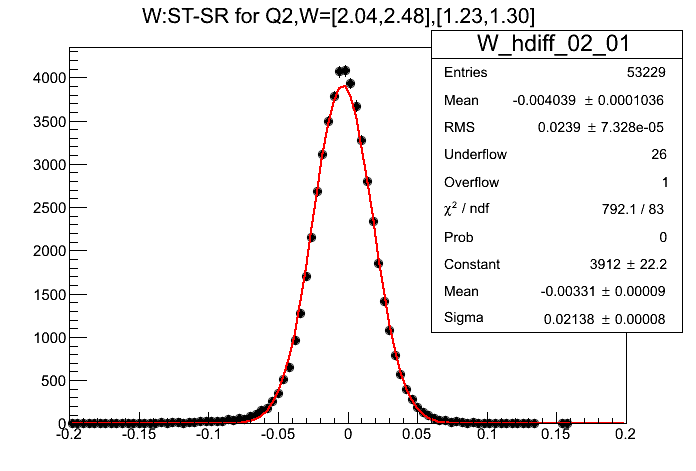 W:ST-SR for Q2,W=[2.04,2.48],[1.23,1.30]
W_hdiff_02_01
Entries 53229
Mean -0.004039 ± 0.0001036
RMS 0.0239 ± 7.328e-05
Underflow 26
Overflow 1
χ² / ndf 792.1 / 83
Prob 0
Constant 3912 ± 22.2
Mean -0.00331 ± 0.00009
Sigma 0.02138 ± 0.00008
4000
3500
3000
2500
2000
1500
1000
500
0
-0.2 -0.15 -0.1 -0.05 0 0.05 0.1 0.15 0.2